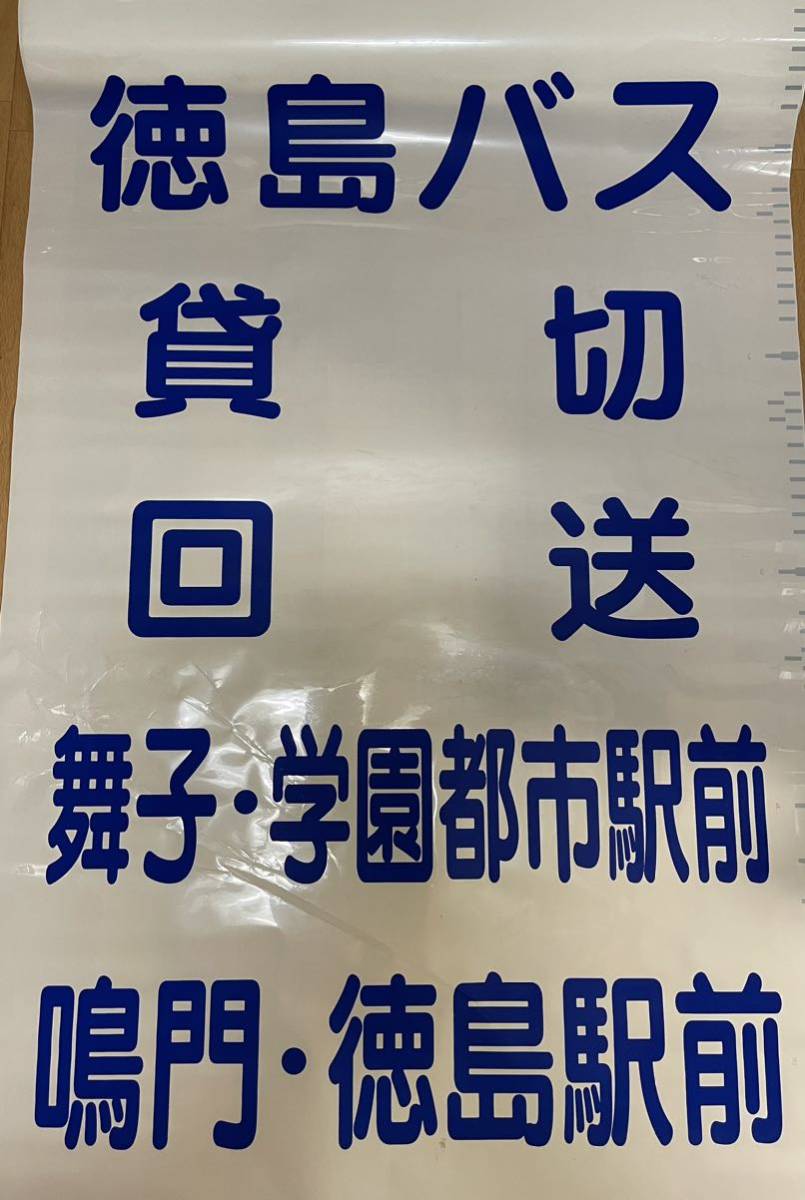 徳島バス
貸切
回送
舞子・学園都市駅前
鳴門・徳島駅前